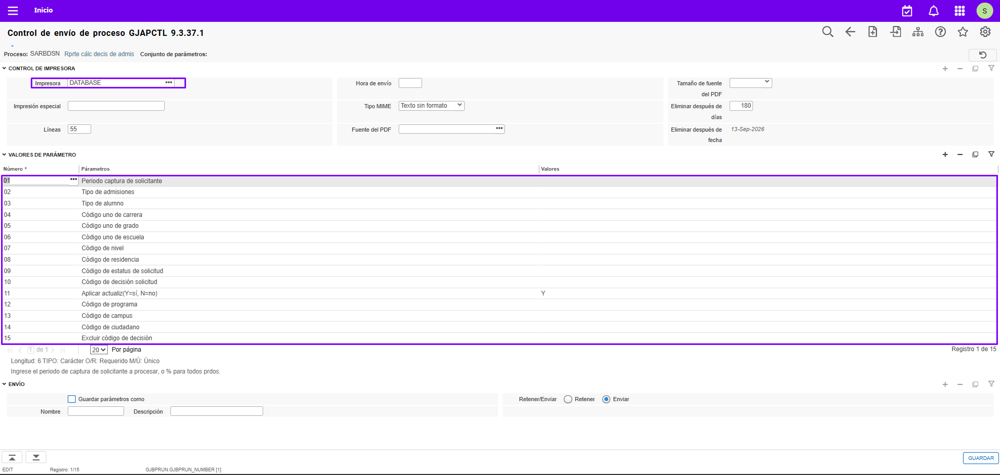 Inicio
S
Control de envío de proceso GJAPCTL 9.3.37.1
Proceso: SARBDSN Rprte cálc decis de admis Conjunto de parámetros:
CONTROL DE IMPRESORA
Impresora DATABASE
Hora de envío
Tamaño de fuente del PDF
Impresión especial
Tipo MIME Texto sin formato
Eliminar después de días 180
Líneas 55
Fuente del PDF
Eliminar después de fecha 13-Sep-2026
VALORES DE PARÁMETRO
Número * Párametros Valores
01 Periodo captura de solicitante
02 Tipo de admisiones
03 Tipo de alumno
04 Código uno de carrera
05 Código uno de grado
06 Código uno de escuela
07 Código de nivel
08 Código de residencia
09 Código de estatus de solicitud
10 Código de decisión solicitud
11 Aplicar actualiz(Y=sí, N=no) Y
12 Código de programa
13 Código de campus
14 Código de ciudadano
15 Excluir código de decisión
1 de 1 20 Por página Registro 1 de 15
Longitud: 6 TIPO: Carácter O/R: Requerido M/Ú: Único
Ingrese el periodo de captura de solicitante a procesar, o % para todos prdos.
ENVÍO
Guardar parámetros como
Retener/Enviar Retener Enviar
Nombre Descripción
GUARDAR
EDIT Registro: 1/15 GJBPRUN.GJBPRUN_NUMBER [1]